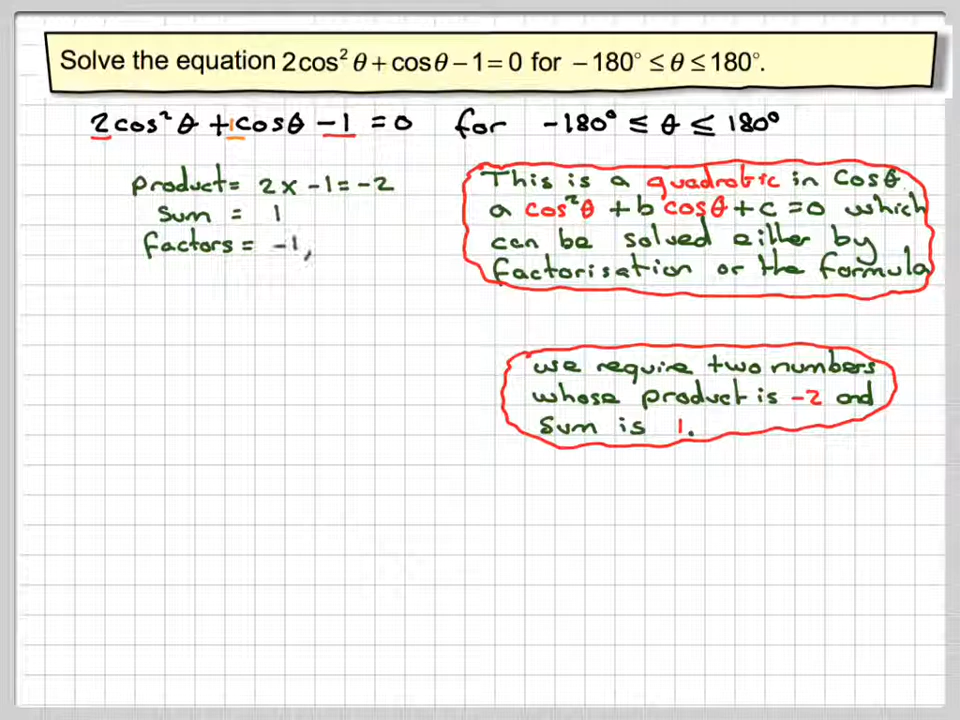 Solve the equation 2cos² θ + cosθ − 1 = 0 for − 180° ≤ θ ≤ 180°.
2cos²θ + 1cosθ − 1 = 0 for −180° ≤ θ ≤ 180°
product = 2 x −1 = −2
Sum = 1
factors = −1,
This is a quadratic in Cosθ.
a cos²θ + b cosθ + c = 0 which
can be solved either by
factorisation or the formula
we require two numbers
whose product is −2 and
Sum is 1.